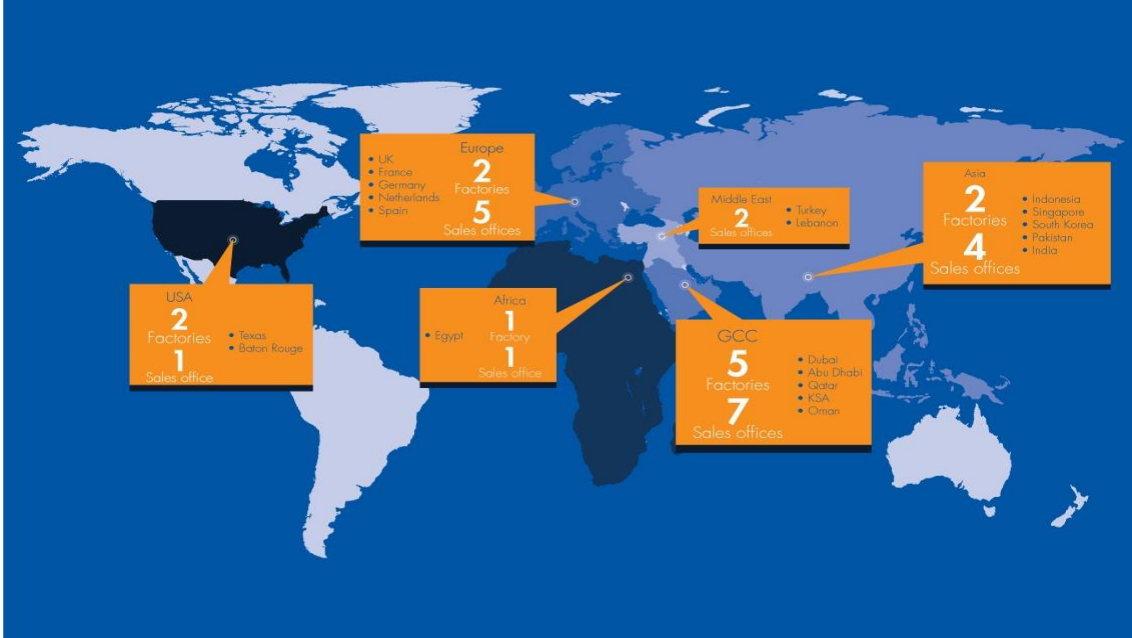 Europe
2
Factories
5
Sales offices
• UK
• France
• Germany
• Netherlands
• Spain
Middle East
2
Sales offices
• Turkey
• Lebanon
Asia
2
Factories
4
Sales offices
• Indonesia
• Singapore
• South Korea
• Pakistan
• India
USA
2
Factories
1
Sales office
• Texas
• Baton Rouge
Africa
1
Factory
1
Sales office
• Egypt
GCC
5
Factories
7
Sales offices
• Dubai
• Abu Dhabi
• Qatar
• KSA
• Oman